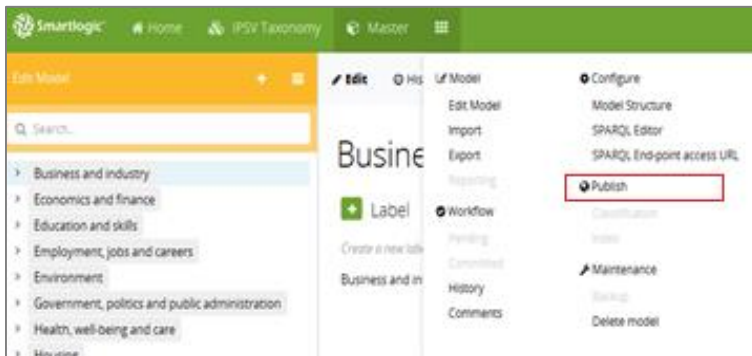 Smartlogic Home IPSV Taxonomy Master
Edit Model
Edit His
Search...
Business and industry
Economics and finance
Education and skills
Employment, jobs and careers
Environment
Government, politics and public administration
Health, well-being and care
Housing
Busine
Label
Create a new labe
Business and in
Model
Edit Model
Import
Export
Reporting
Workflow
Pending
Committed
History
Comments
Configure
Model Structure
SPARQL Editor
SPARQL End-point access URL
Publish
Classification
Index
Maintenance
Backup
Delete model